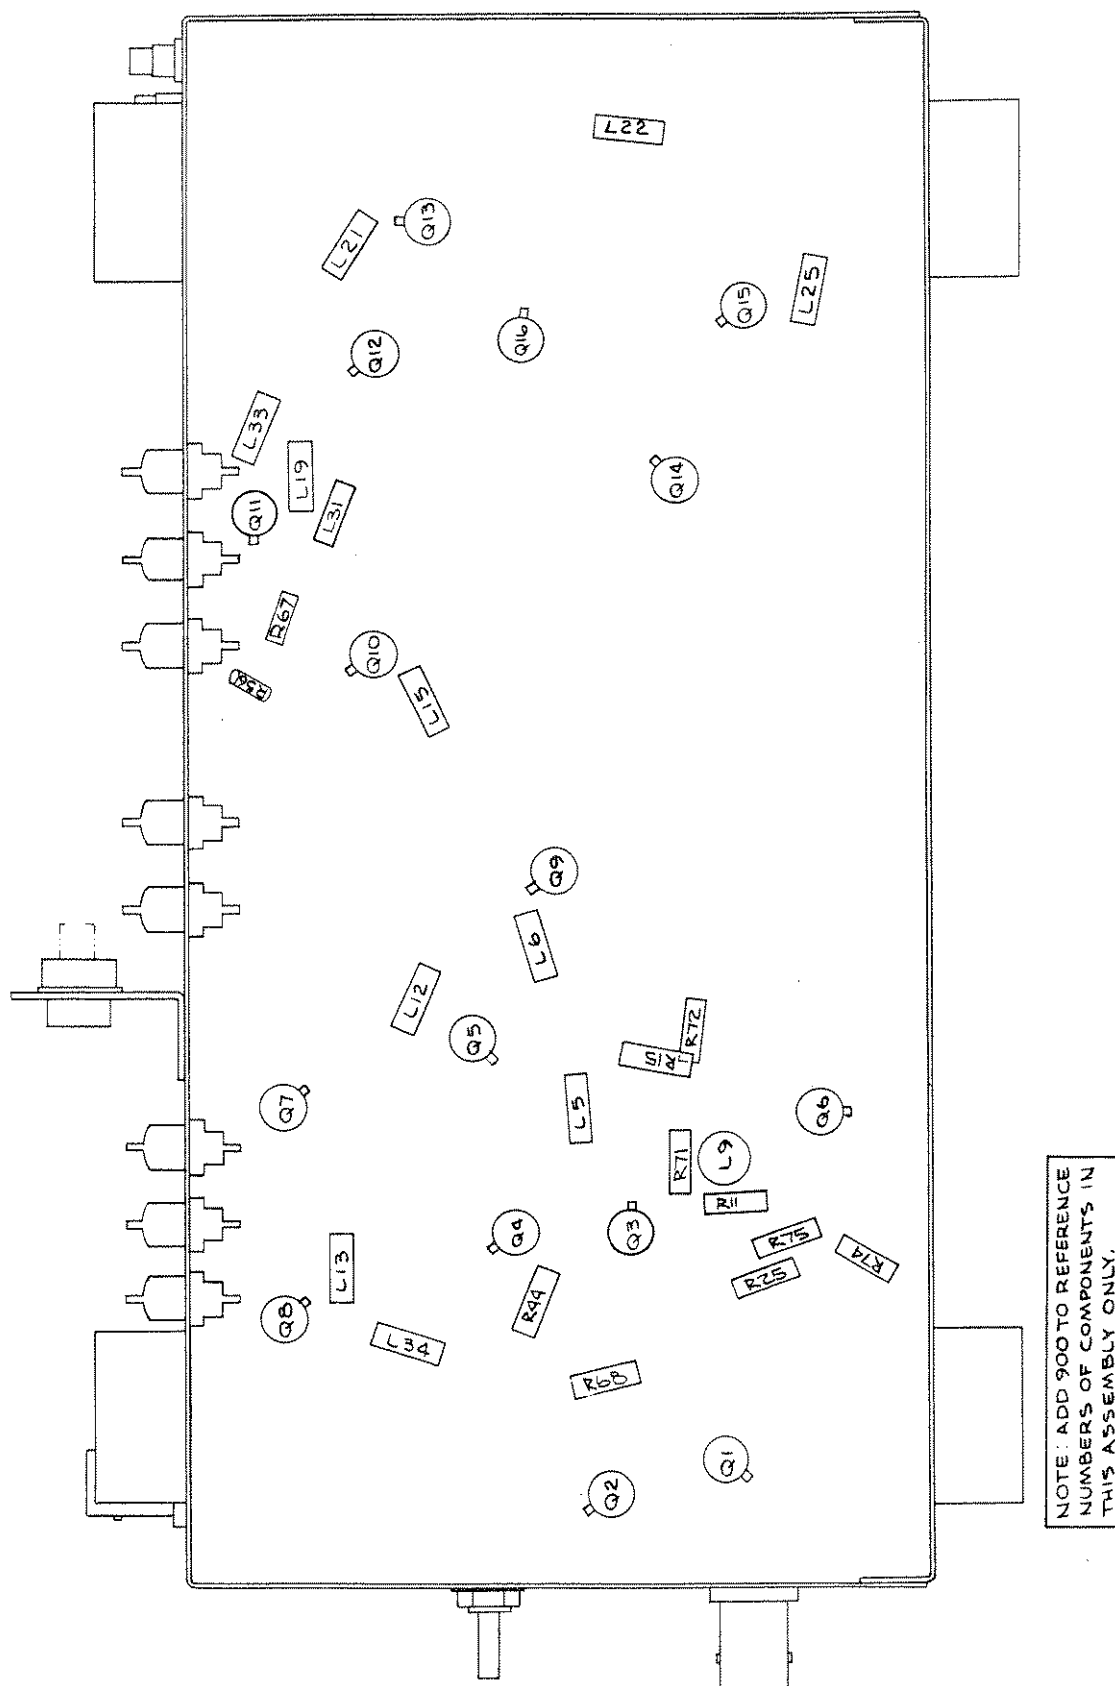 L22
Q13
L21
Q15
L25
Q16
Q12
L33
L19
Q14
Q11
L31
R67
Q10
R56
L15
Q9
L6
L12
Q5
R72
R15
Q7
L5
Q6
R71
L9
R11
Q4
Q3
R75
R74
L13
R25
R44
Q8
L34
R68
Q1
Q2
NOTE: ADD 900 TO REFERENCE
NUMBERS OF COMPONENTS IN
THIS ASSEMBLY ONLY.